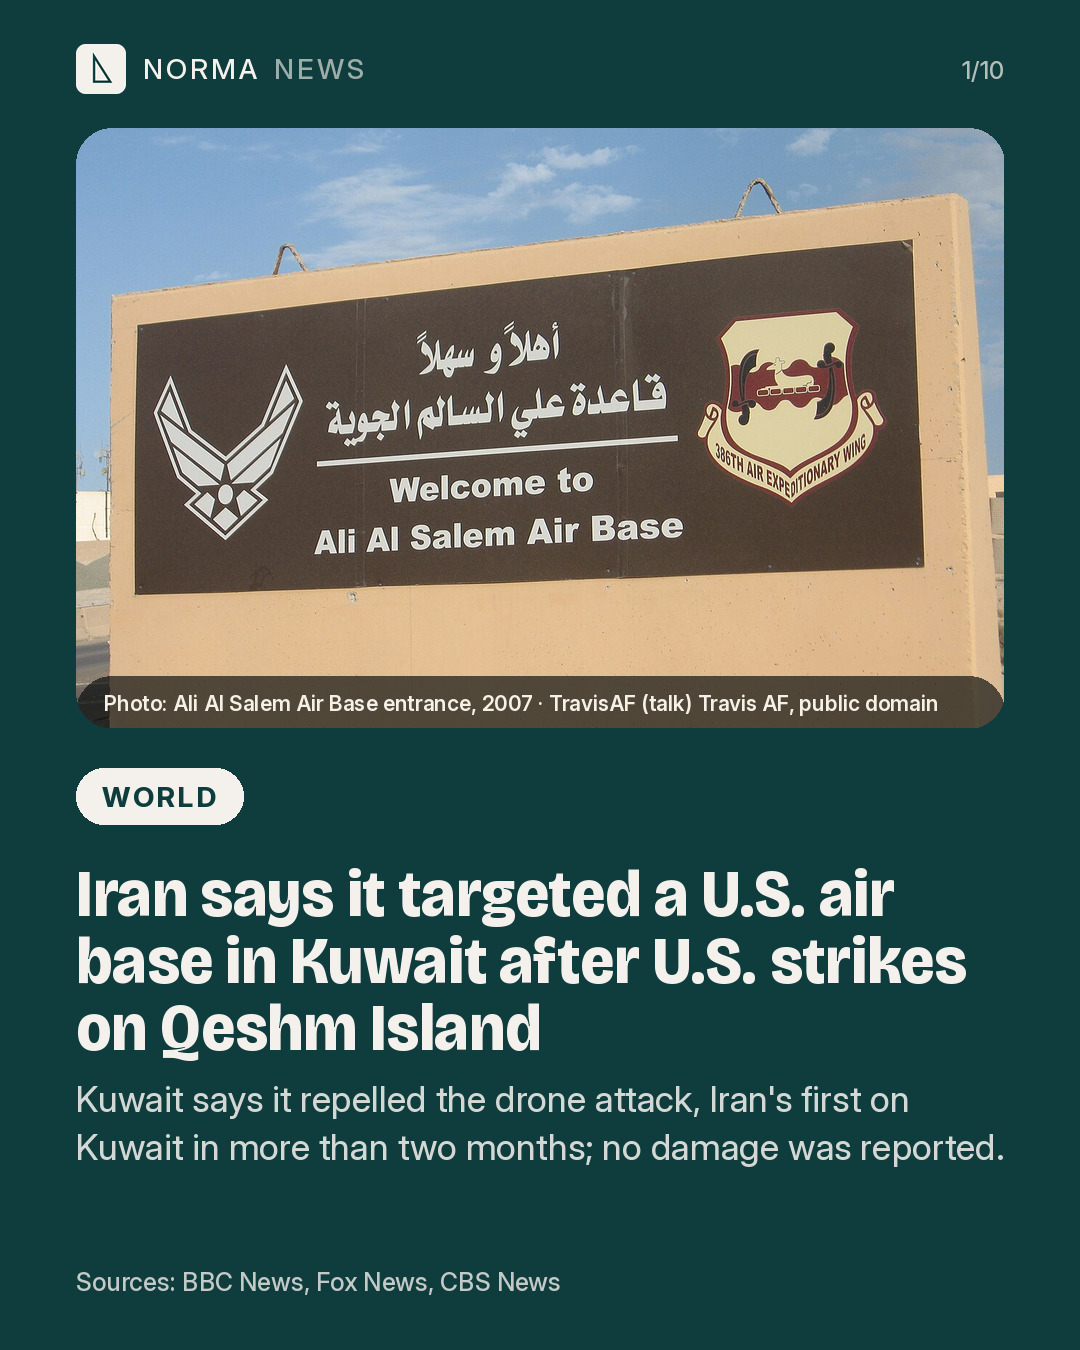 NORMA NEWS
1/10
أهلاً و سهلاً
قاعدة علي السالم الجوية
Welcome to
Ali Al Salem Air Base
386TH AIR EXPEDITIONARY WING
Photo: Ali Al Salem Air Base entrance, 2007 · TravisAF (talk) Travis AF, public domain
WORLD
Iran says it targeted a U.S. air
base in Kuwait after U.S. strikes
on Qeshm Island
Kuwait says it repelled the drone attack, Iran's first on
Kuwait in more than two months; no damage was reported.
Sources: BBC News, Fox News, CBS News